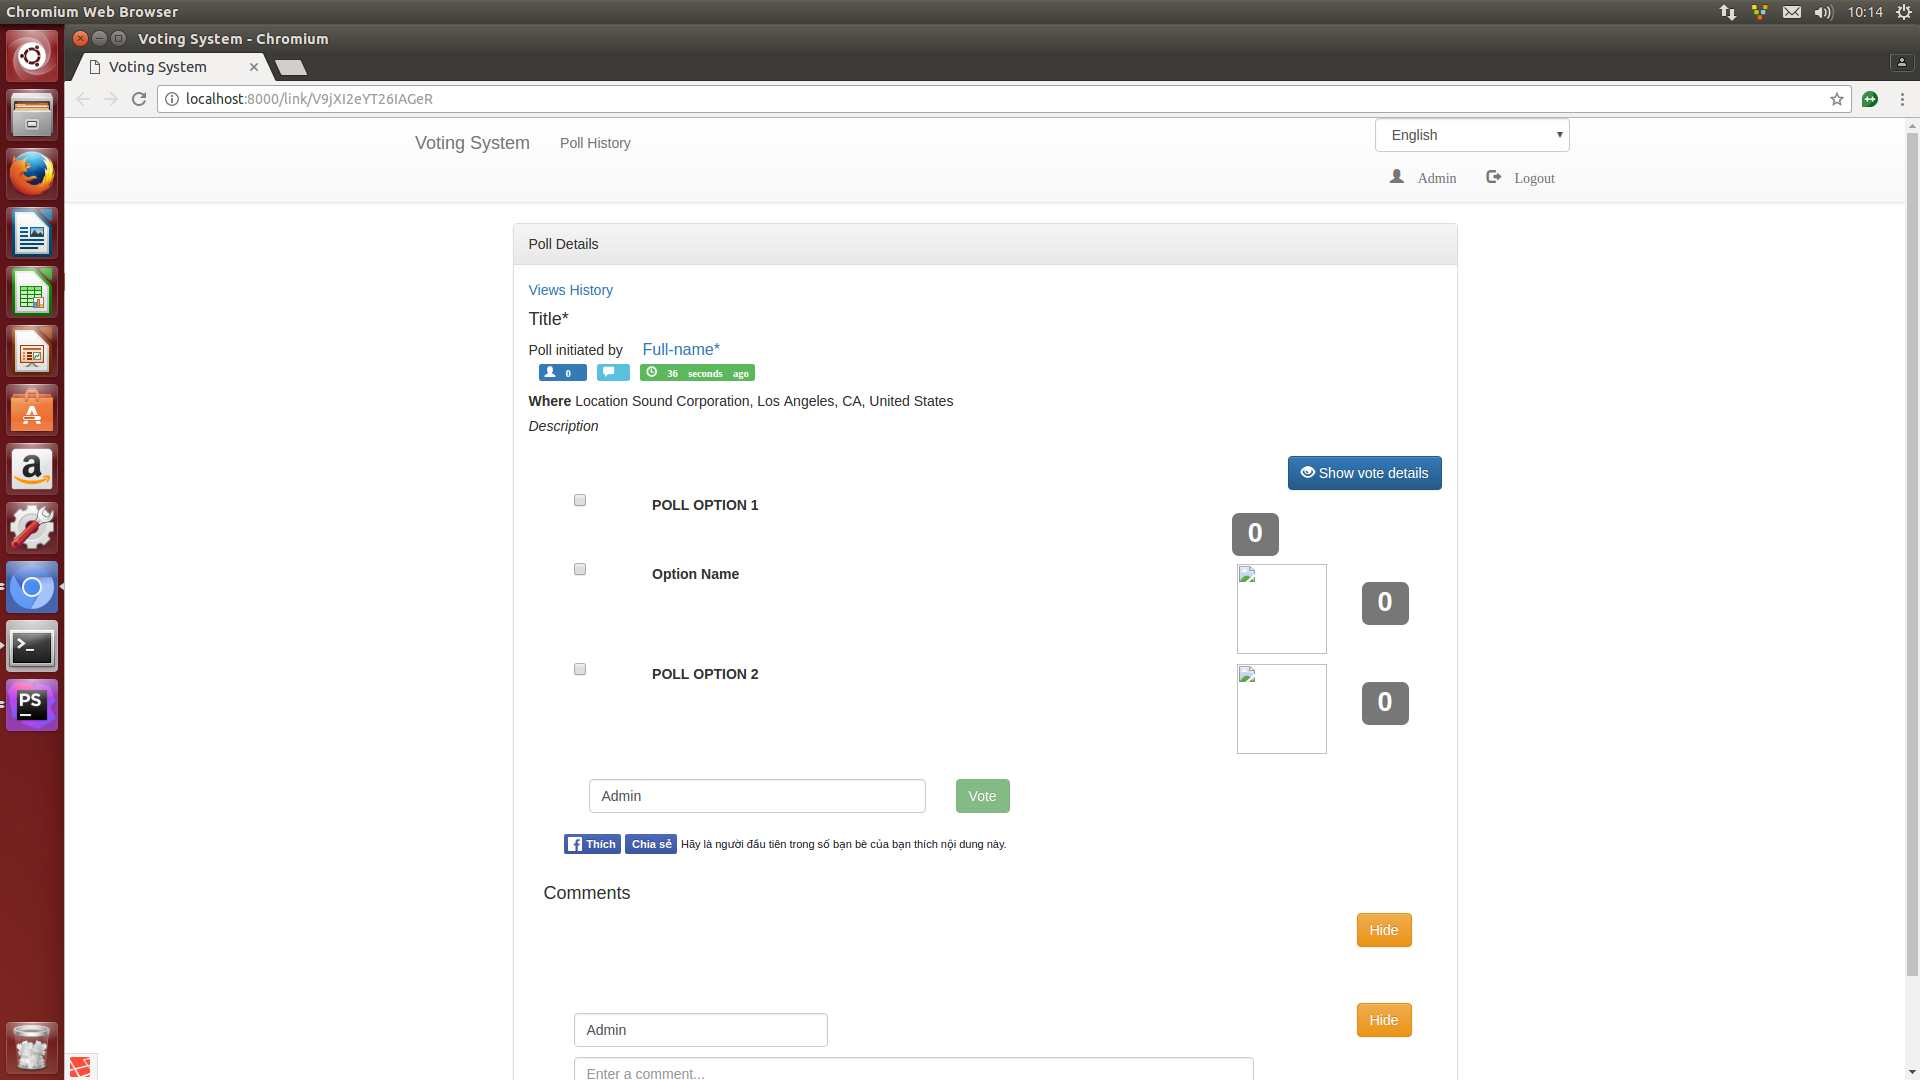 Chromium Web Browser
10:14
Voting System - Chromium
Voting System
localhost:8000/link/V9jXI2eYT26IAGeR
Voting System Poll History
English
Admin Logout
Poll Details
Views History
Title*
Poll initiated by Full-name*
0 36 seconds ago
Where Location Sound Corporation, Los Angeles, CA, United States
Description
Show vote details
POLL OPTION 1
0
Option Name
0
POLL OPTION 2
0
Admin Vote
Thích Chia sẻ Hãy là người đầu tiên trong số bạn bè của bạn thích nội dung này.
Comments
Hide
Hide
Admin
Enter a comment...
PS